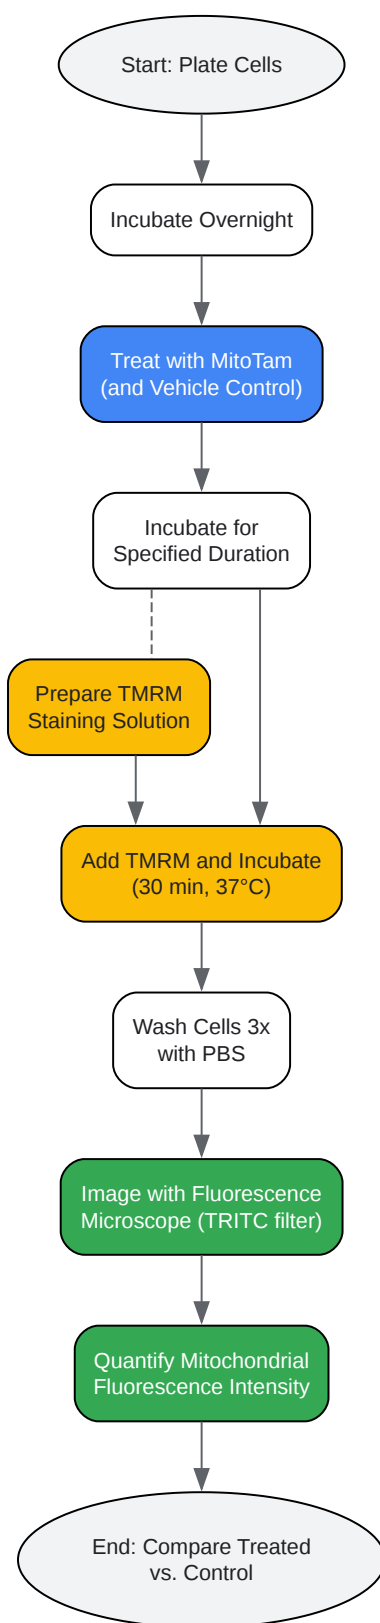 Start: Plate Cells
Incubate Overnight
Treat with MitoTam
(and Vehicle Control)
Incubate for
Specified Duration
Prepare TMRM
Staining Solution
Add TMRM and Incubate
(30 min, 37°C)
Wash Cells 3x
with PBS
Image with Fluorescence
Microscope (TRITC filter)
Quantify Mitochondrial
Fluorescence Intensity
End: Compare Treated
vs. Control